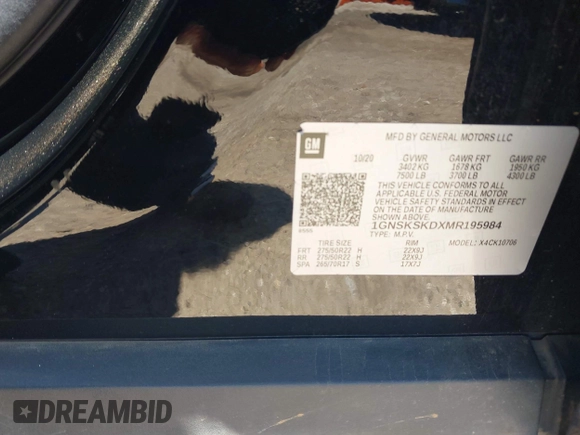 GM
MFD BY GENERAL MOTORS LLC
10/20 GVWR GAWR FRT GAWR RR
3402 KG 1678 KG 1950 KG
7500 LB 3700 LB 4300 LB
THIS VEHICLE CONFORMS TO ALL
APPLICABLE U.S. FEDERAL MOTOR
VEHICLE SAFETY STANDARDS IN EFFECT
ON THE DATE OF MANUFACTURE
SHOWN ABOVE.
1GNSKSKDXMR195984
TYPE: M.P.V. MODEL: X4CK10706
TIRE SIZE RIM
FRT 275/50R22 H 22X9J
RR 275/50R22 H 22X9J
SPA 265/70R17 S 17X7J
DREAMBID